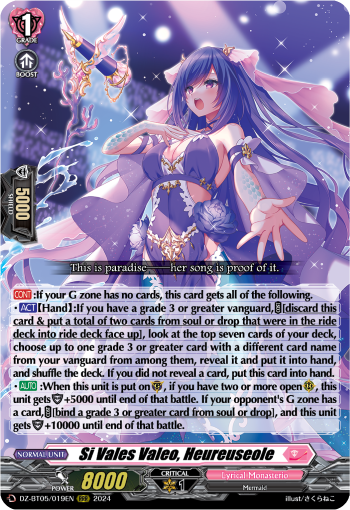 1
GRADE
BOOST
5000
SHIELD
This is paradise——her song is proof of it.
CONT:If your G zone has no cards, this card gets all of the following.
・ACT[Hand]:If you have a grade 3 or greater vanguard,[discard this
card & put a total of two cards from soul or drop that were in the ride
deck into ride deck face up], look at the top seven cards of your deck,
choose up to one grade 3 or greater card with a different card name
from your vanguard from among them, reveal it and put it into hand,
and shuffle the deck. If you did not reveal a card, put this card into hand.
・AUTO:When this unit is put on, if you have two or more open, this
unit gets +5000 until end of that battle. If your opponent's G zone has
a card,[bind a grade 3 or greater card from soul or drop], and this unit
gets +10000 until end of that battle.
NORMAL UNIT
Si Vales Valeo, Heureuseole
POWER
8000
CRITICAL
1
Lyrical Monasterio
Mermaid
D DZ-BT05/019EN RRR 2024
illust/さくらねこ